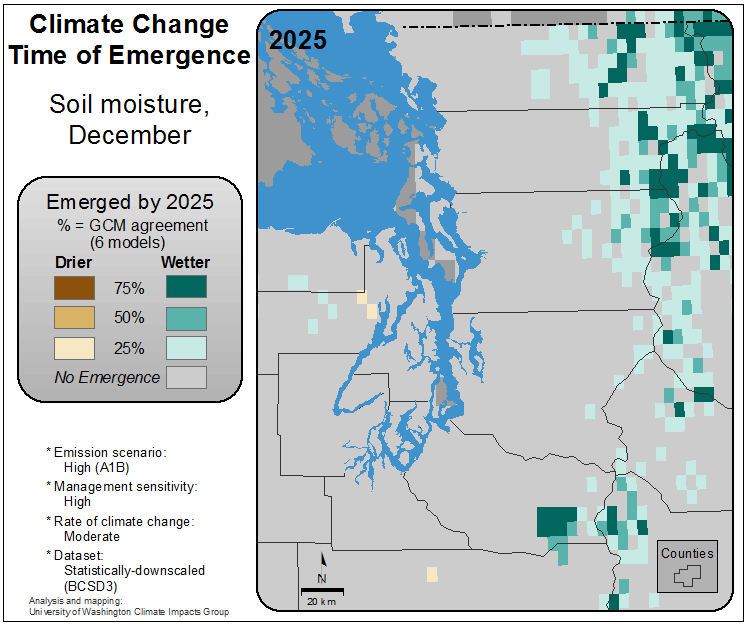 Climate Change
Time of Emergence
Soil moisture,
December
Emerged by 2025
% = GCM agreement
(6 models)
Drier
Wetter
75%
50%
25%
No Emergence
* Emission scenario:
High (A1B)
* Management sensitivity:
High
* Rate of climate change:
Moderate
* Dataset:
Statistically-downscaled
(BCSD3)
Analysis and mapping:
University of Washington Climate Impacts Group
2025
N
20 km
Counties